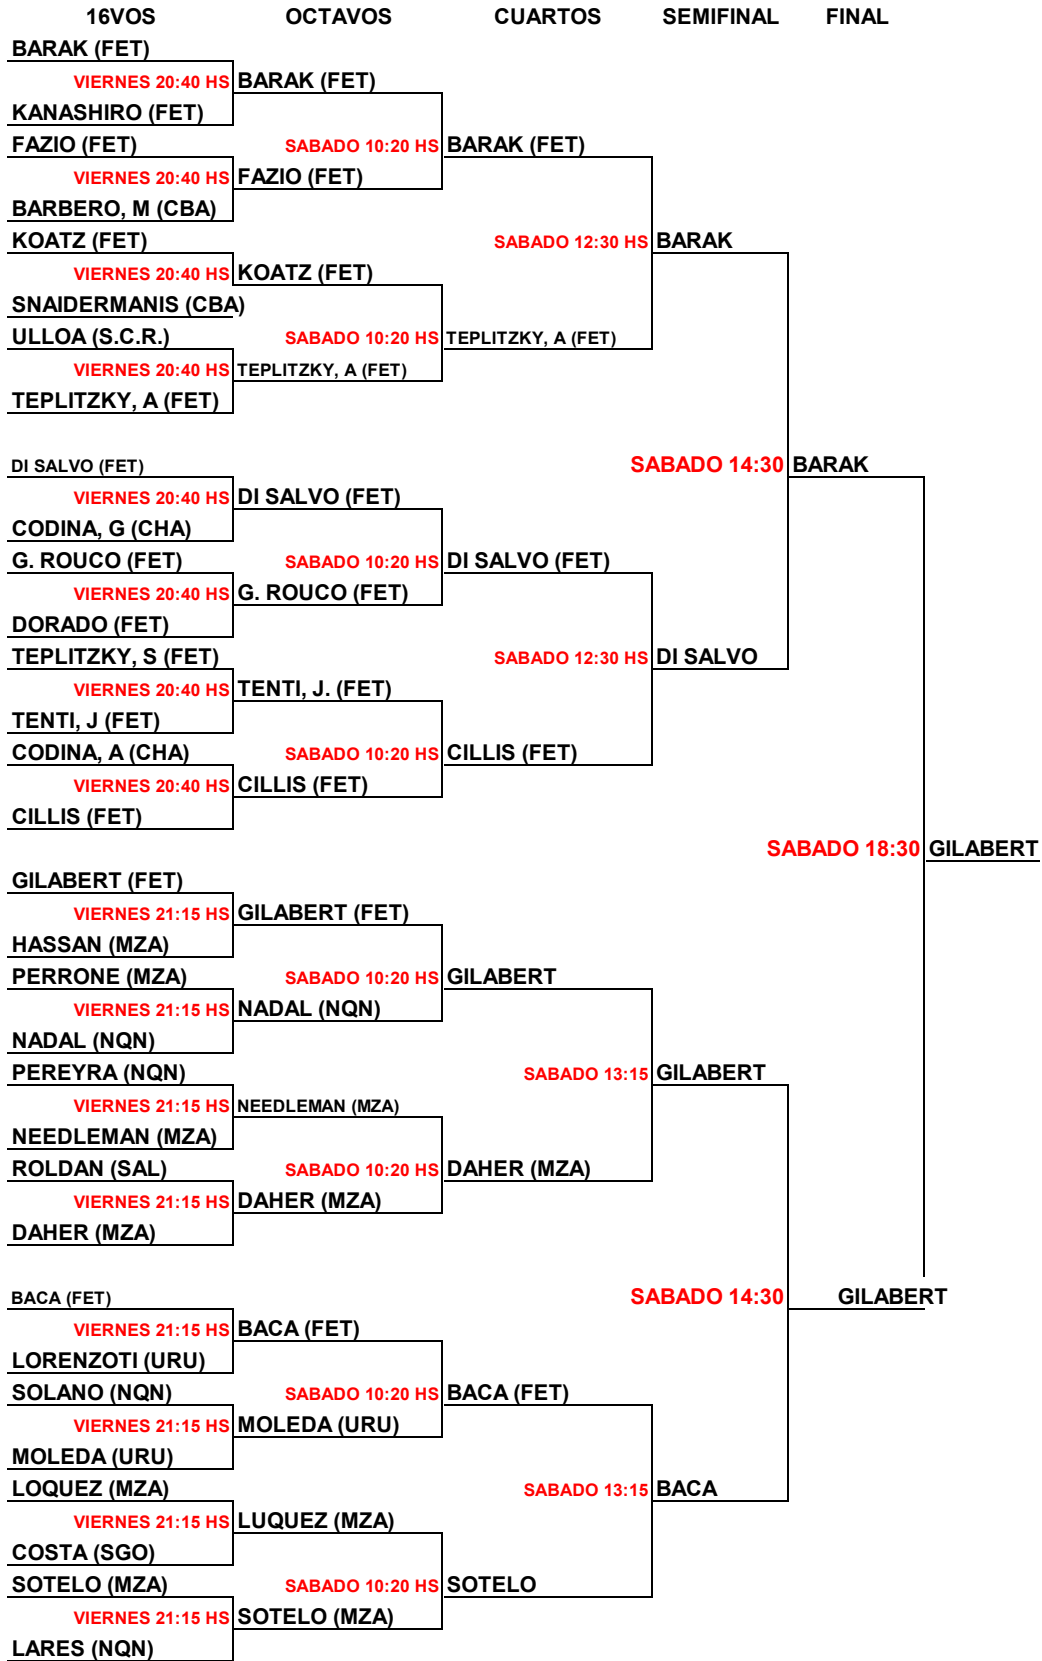 16VOS OCTAVOS CUARTOS SEMIFINAL FINAL
BARAK (FET)
VIERNES 20:40 HS BARAK (FET)
KANASHIRO (FET)
FAZIO (FET) SABADO 10:20 HS BARAK (FET)
VIERNES 20:40 HS FAZIO (FET)
BARBERO, M (CBA)
KOATZ (FET) SABADO 12:30 HS BARAK
VIERNES 20:40 HS KOATZ (FET)
SNAIDERMANIS (CBA)
ULLOA (S.C.R.) SABADO 10:20 HS TEPLITZKY, A (FET)
VIERNES 20:40 HS TEPLITZKY, A (FET)
TEPLITZKY, A (FET)
DI SALVO (FET) SABADO 14:30 BARAK
VIERNES 20:40 HS DI SALVO (FET)
CODINA, G (CHA)
G. ROUCO (FET) SABADO 10:20 HS DI SALVO (FET)
VIERNES 20:40 HS G. ROUCO (FET)
DORADO (FET)
TEPLITZKY, S (FET) SABADO 12:30 HS DI SALVO
VIERNES 20:40 HS TENTI, J. (FET)
TENTI, J (FET)
CODINA, A (CHA) SABADO 10:20 HS CILLIS (FET)
VIERNES 20:40 HS CILLIS (FET)
CILLIS (FET)
SABADO 18:30 GILABERT
GILABERT (FET)
VIERNES 21:15 HS GILABERT (FET)
HASSAN (MZA)
PERRONE (MZA) SABADO 10:20 HS GILABERT
VIERNES 21:15 HS NADAL (NQN)
NADAL (NQN)
PEREYRA (NQN) SABADO 13:15 GILABERT
VIERNES 21:15 HS NEEDLEMAN (MZA)
NEEDLEMAN (MZA)
ROLDAN (SAL) SABADO 10:20 HS DAHER (MZA)
VIERNES 21:15 HS DAHER (MZA)
DAHER (MZA)
BACA (FET) SABADO 14:30 GILABERT
VIERNES 21:15 HS BACA (FET)
LORENZOTI (URU)
SOLANO (NQN) SABADO 10:20 HS BACA (FET)
VIERNES 21:15 HS MOLEDA (URU)
MOLEDA (URU)
LOQUEZ (MZA) SABADO 13:15 BACA
VIERNES 21:15 HS LUQUEZ (MZA)
COSTA (SGO)
SOTELO (MZA) SABADO 10:20 HS SOTELO
VIERNES 21:15 HS SOTELO (MZA)
LARES (NQN)